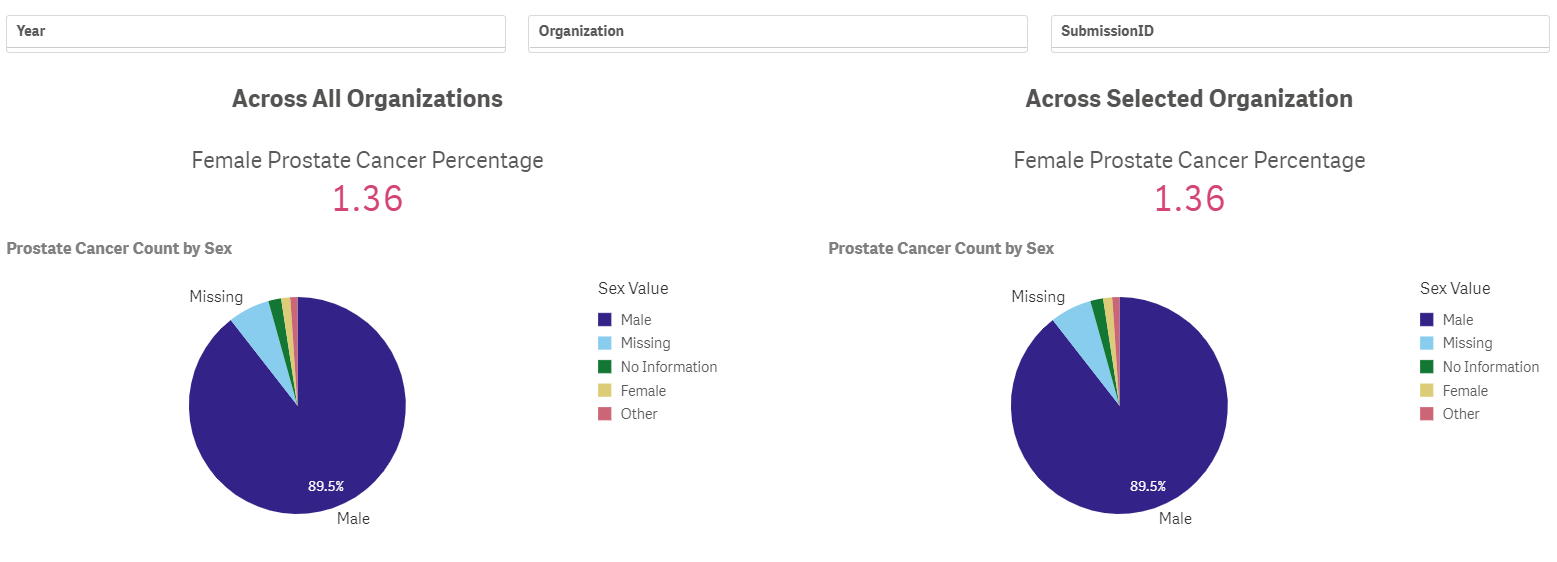 Year
Organization
SubmissionID
Across All Organizations
Across Selected Organization
Female Prostate Cancer Percentage
1.36
Female Prostate Cancer Percentage
1.36
Prostate Cancer Count by Sex
Missing
89.5%
Male
Sex Value
Male
Missing
No Information
Female
Other
Prostate Cancer Count by Sex
Missing
89.5%
Male
Sex Value
Male
Missing
No Information
Female
Other